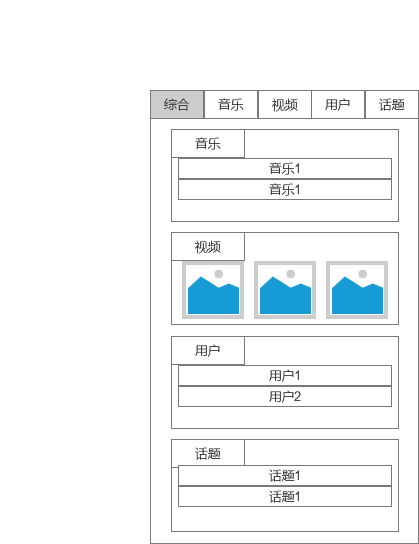 综合 音乐 视频 用户 话题
音乐
音乐1
音乐1
视频
用户
用户1
用户2
话题
话题1
话题1